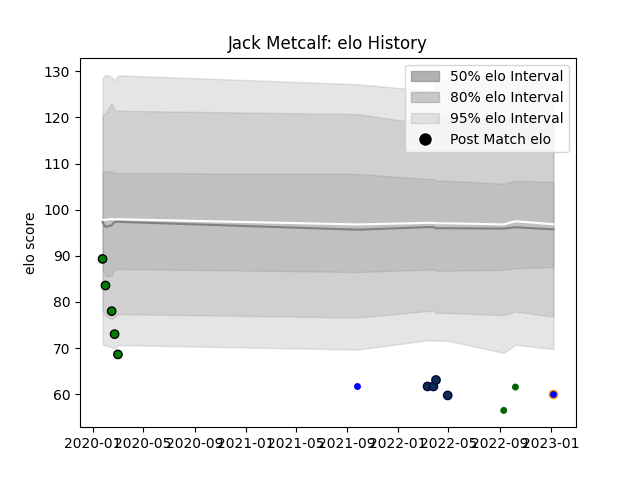 Jack Metcalf: elo History
50% elo Interval
80% elo Interval
95% elo Interval
Post Match elo
elo score
130
120
110
100
90
80
70
60
2020-01 2020-05 2020-09 2021-01 2021-05 2021-09 2022-01 2022-05 2022-09 2023-01